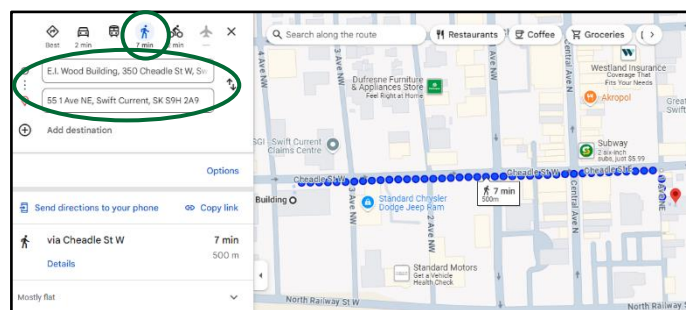 Best
2 min
7 min
2 min
E.I. Wood Building, 350 Cheadle St W, Sw
55 1 Ave NE, Swift Current, SK S9H 2A9
Add destination
Options
Send directions to your phone
Copy link
via Cheadle St W
7 min
500 m
Details
Mostly flat
Search along the route
Restaurants
Coffee
Groceries
4 Ave NW
3 Ave NW
2 Ave NW
Central Ave N
Westland Insurance
Coverage That
Fits Your Needs
Dufresne Furniture
& Appliances Store
Feel Right at Home
Akropol
Great
Swift
SGI - Swift Current
Claims Centre
Subway
2 six-inch
subs, just $5.99
Cheadle St W
Cheadle St W
Cheadle St E
7 min
500m
Building
Standard Chrysler
Dodge Jeep Ram
3 Ave NW
2 Ave NW
Central Ave N
Standard Motors
Get a Vehicle
Health Check
North Railway St W
North Railway St E